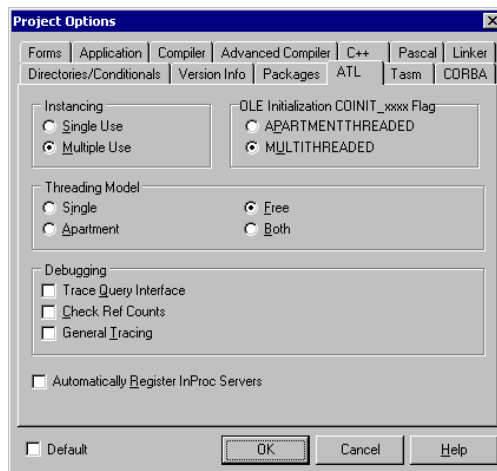 Project Options
Forms Application Compiler Advanced Compiler C++ Pascal Linker
Directories/Conditionals Version Info Packages ATL Tasm CORBA
Instancing OLE Initialization COINIT_xxxx Flag
Single Use APARTMENTTHREADED
Multiple Use MULTITHREADED
Threading Model
Single Free
Apartment Both
Debugging
Trace Query Interface
Check Ref Counts
General Tracing
Automatically Register InProc Servers
Default OK Cancel Help